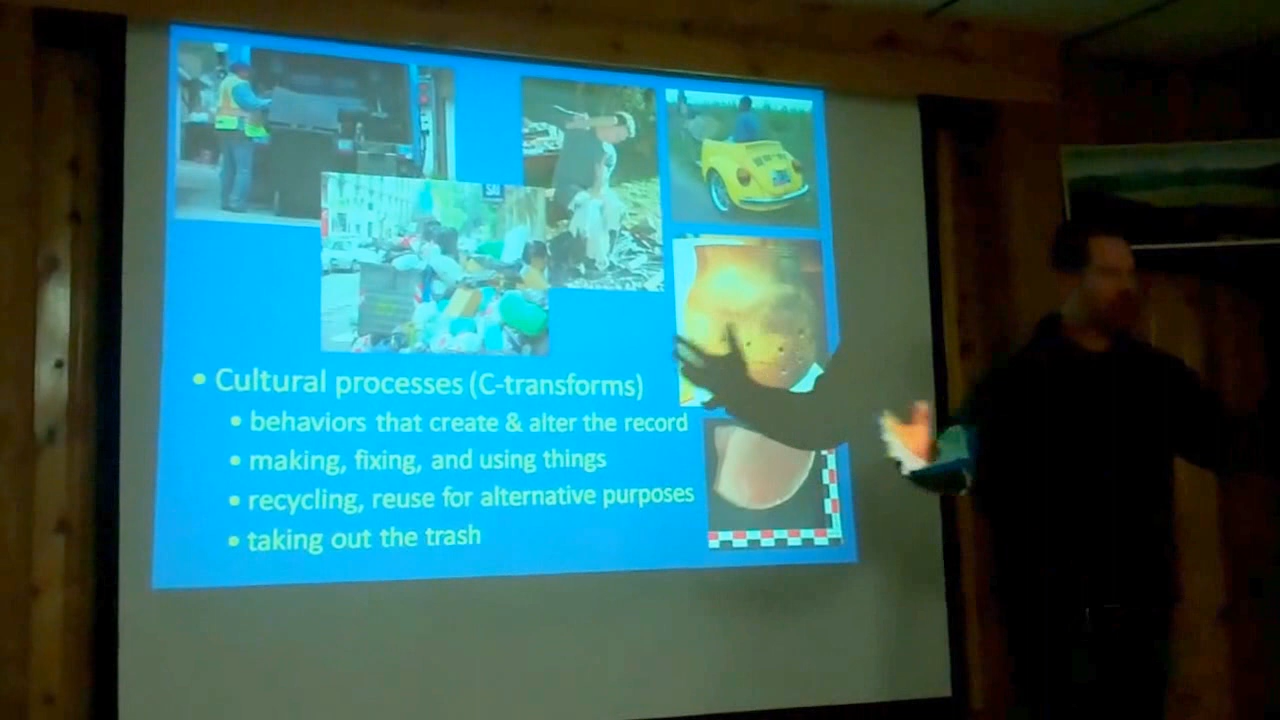 Cultural processes (C-transforms)
behaviors that create & alter the record
making, fixing, and using things
recycling, reuse for alternative purposes
taking out the trash